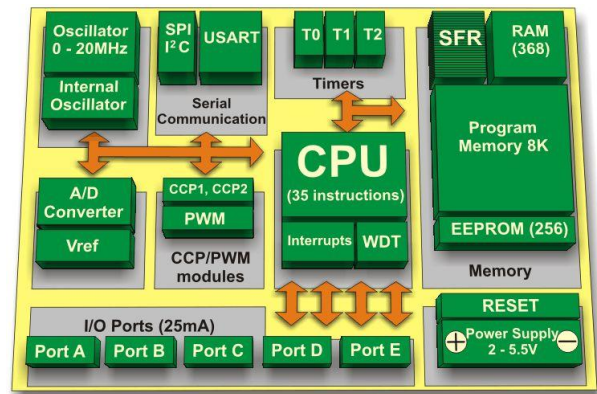 Oscillator
0 - 20MHz
Internal
Oscillator
SPI
I²C
USART
Serial
Communication
T0 T1 T2
Timers
SFR
RAM
(368)
Program
Memory 8K
EEPROM (256)
Memory
CPU
(35 instructions)
Interrupts
WDT
A/D
Converter
Vref
CCP1, CCP2
PWM
CCP/PWM
modules
I/O Ports (25mA)
Port A
Port B
Port C
Port D
Port E
RESET
+ Power Supply −
2 - 5.5V